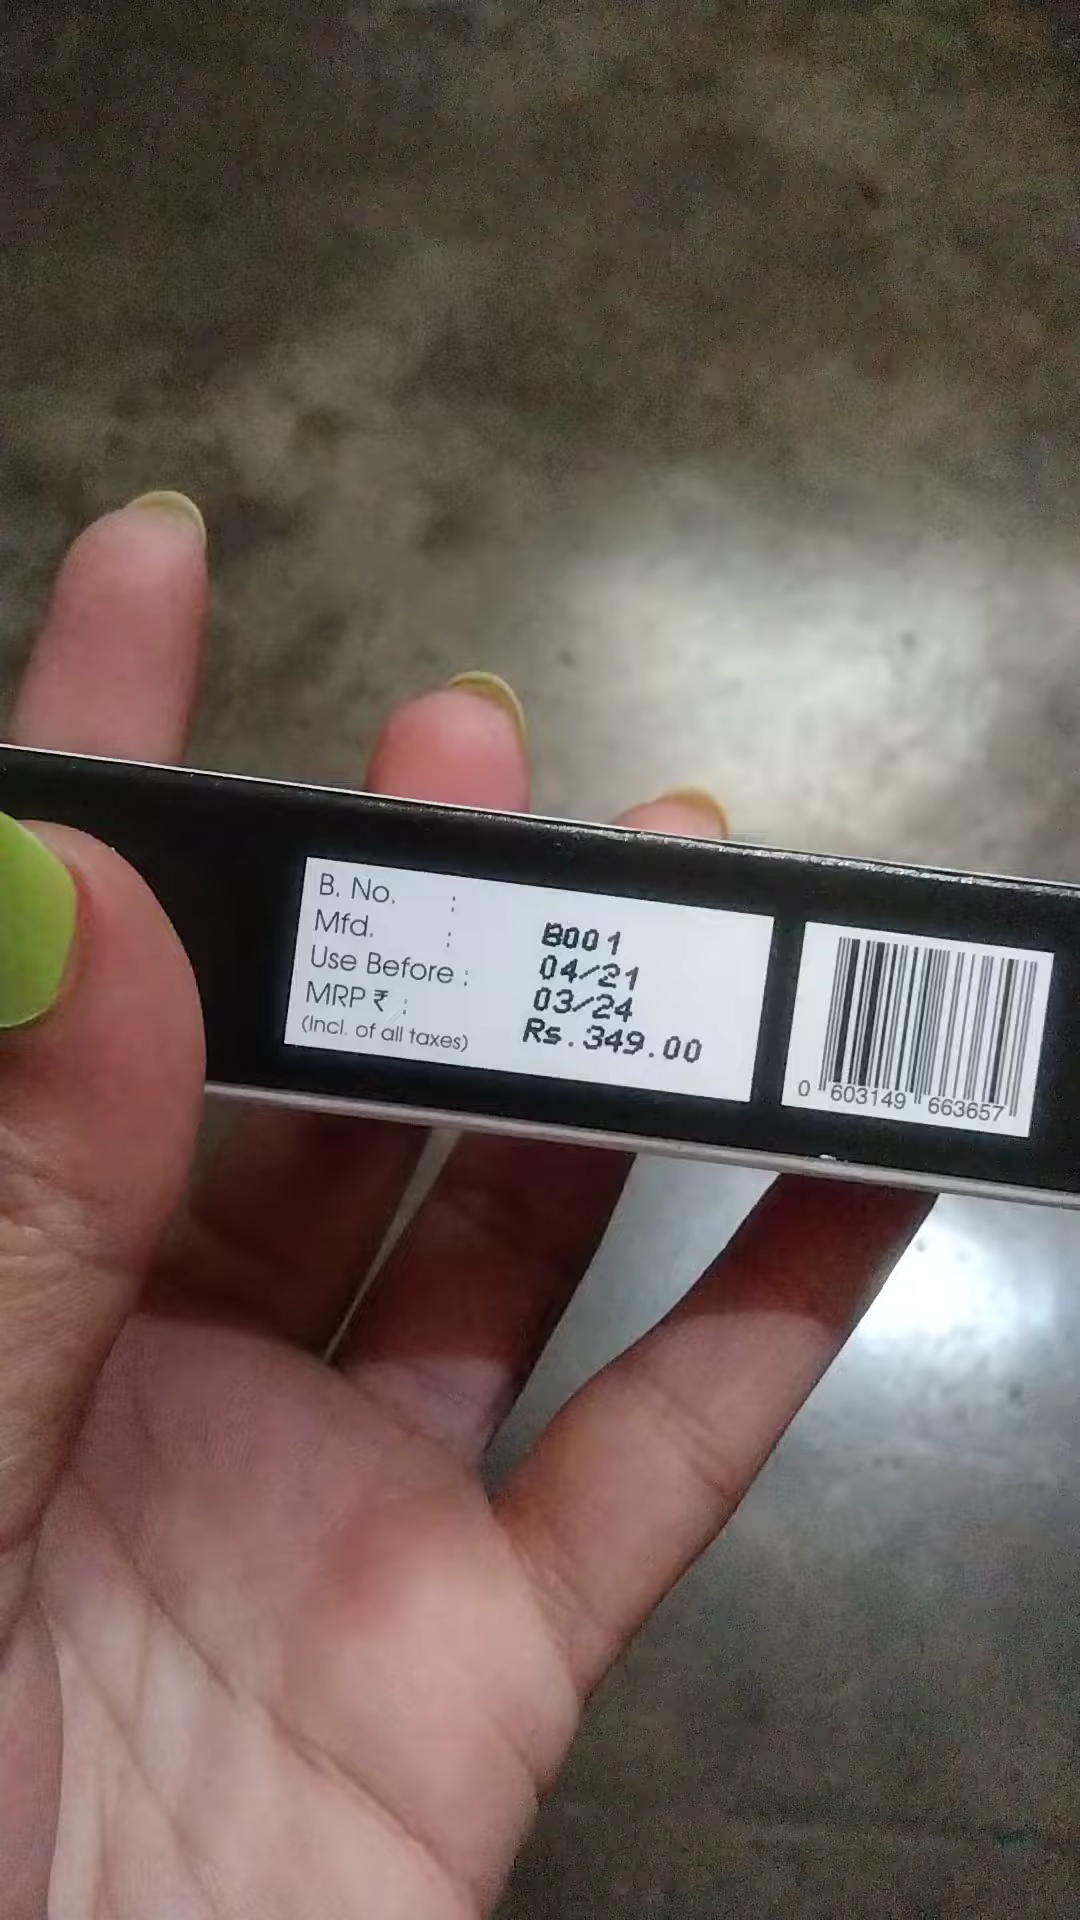 B. No. : B001
Mfd. : 04/21
Use Before : 03/24
MRP ₹ : Rs.349.00
(Incl. of all taxes)
0 603149 663657